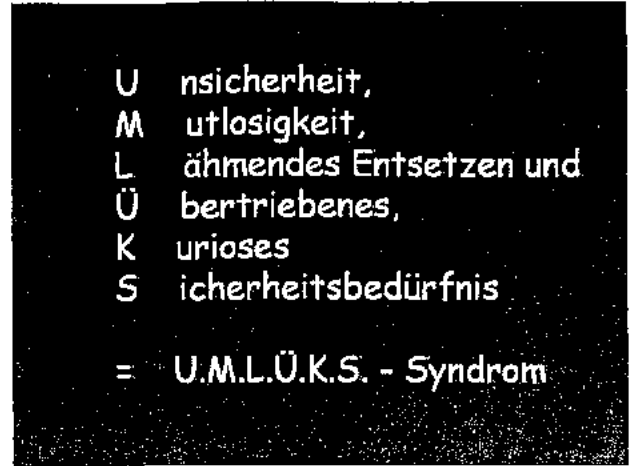 U nsicherheit,
M utlosigkeit,
L ähmendes Entsetzen und
Ü bertriebenes,
K urioses
S icherheitsbedürfnis
= U.M.L.Ü.K.S. - Syndrom